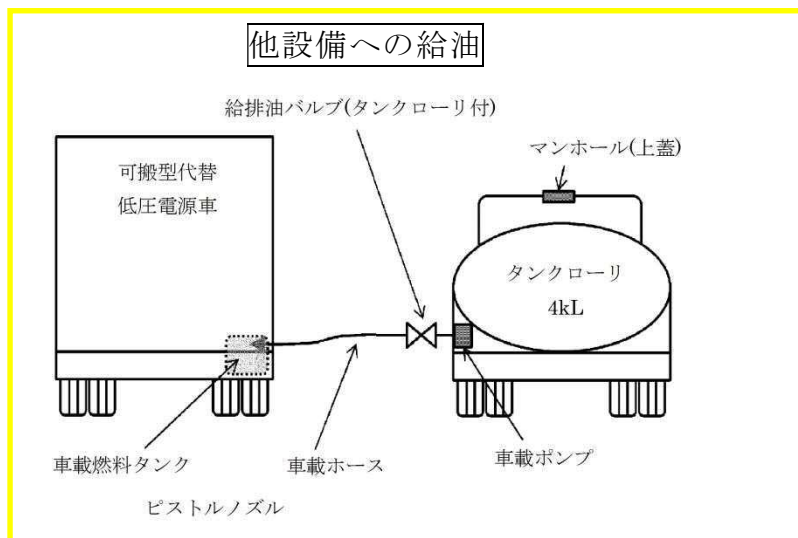 他設備への給油
給排油バルブ(タンクローリ付)
マンホール(上蓋)
可搬型代替
低圧電源車
タンクローリ
4kL
車載燃料タンク
車載ホース
車載ポンプ
ピストルノズル